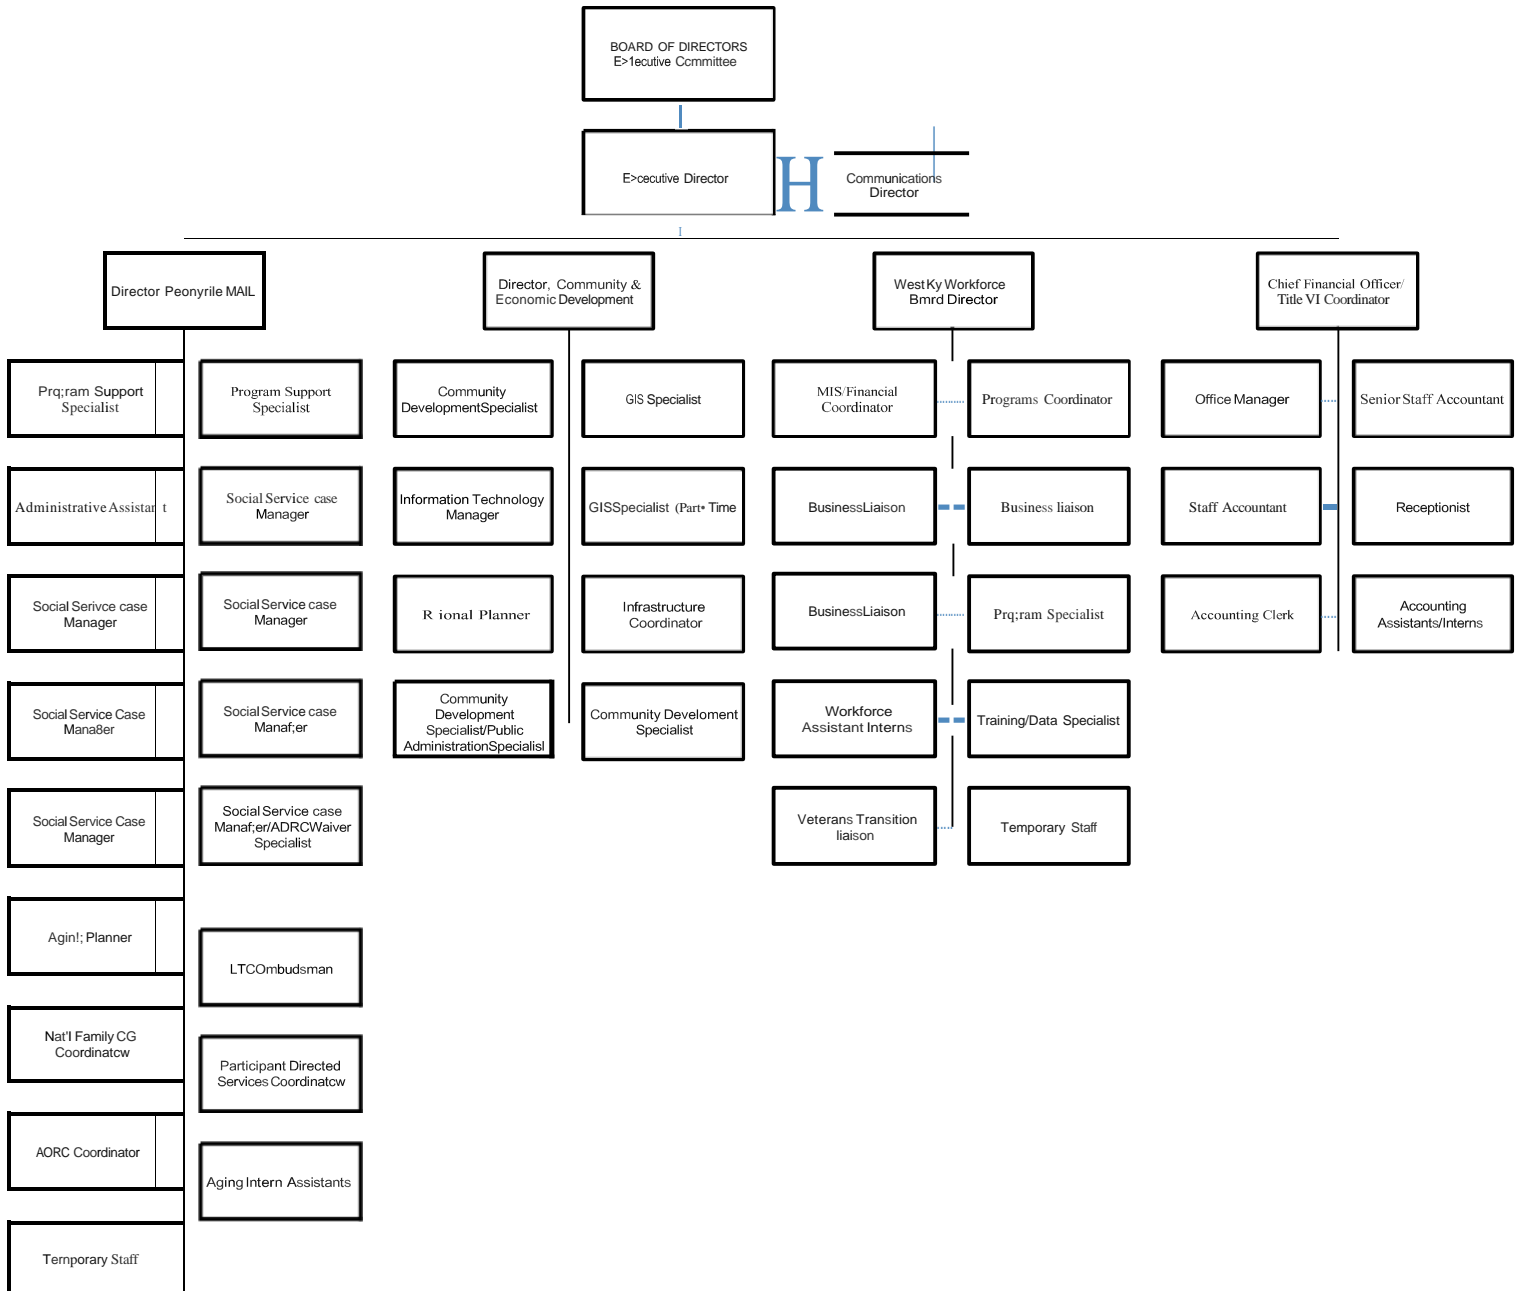 BOARD OF DIRECTORS
E>1ecutive Ccmmittee
E>cecutive Director
H
Communications
Director
I
Director Peonyrile MAIL
Director, Community &
Economic Development
West Ky Workforce
Bmrd Director
Chief Financial Officer/
Title VI Coordinator
Prq;ram Support
Specialist
Program Support
Specialist
Community
DevelopmentSpecialist
GIS Specialist
MIS/Financial
Coordinator
Programs Coordinator
Office Manager
Senior Staff Accountant
Administrative Assistar t
Social Service case
Manager
Information Technology
Manager
GISSpecialist (Part• Time
BusinessLiaison
Business liaison
Staff Accountant
Receptionist
Social Serivce case
Manager
Social Service case
Manager
R ional Planner
Infrastructure
Coordinator
BusinessLiaison
Prq;ram Specialist
Accounting Clerk
Accounting
Assistants/Interns
Social Service Case
Mana8er
Social Service case
Manaf;er
Community
Development
Specialist/Public
AdministrationSpecialisl
Community Develoment
Specialist
Workforce
Assistant Interns
Training/Data Specialist
Social Service Case
Manager
Social Service case
Manaf;er/ADRCWaiver
Specialist
Veterans Transition
liaison
Temporary Staff
Agin!; Planner
LTCOmbudsman
Nat'l Family CG
Coordinatcw
Participant Directed
Services Coordinatcw
AORC Coordinator
Aging Intern Assistants
Ternporary Staff